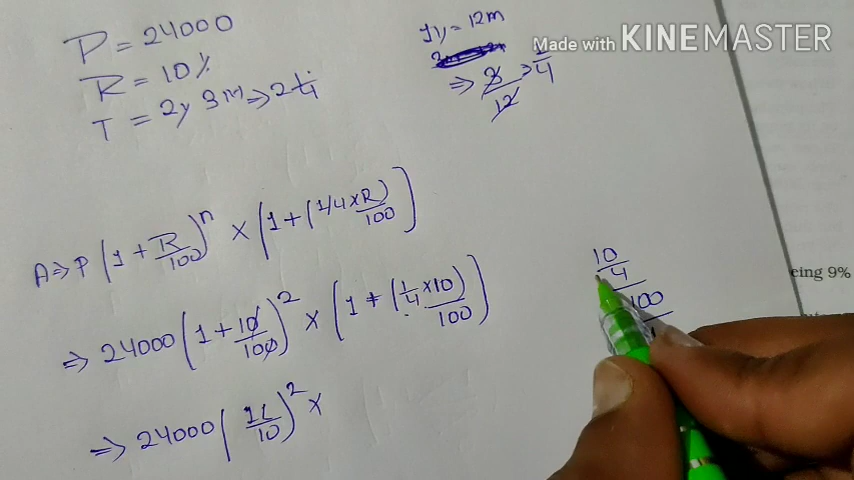 P = 24000
R = 10%
T = 2y 3m ⇒ 2 1/4
1y = 12m
⇒ 3/12 ⇒ 1/4
Made with KINEMASTER
A ⇒ P (1 + R/100)^n × (1 + (1/4 × R)/100)
⇒ 24000 (1 + 10/100)^2 × (1 + (1/4 × 10)/100)
⇒ 24000 (11/10)^2 ×
10/4
100
eing 9%